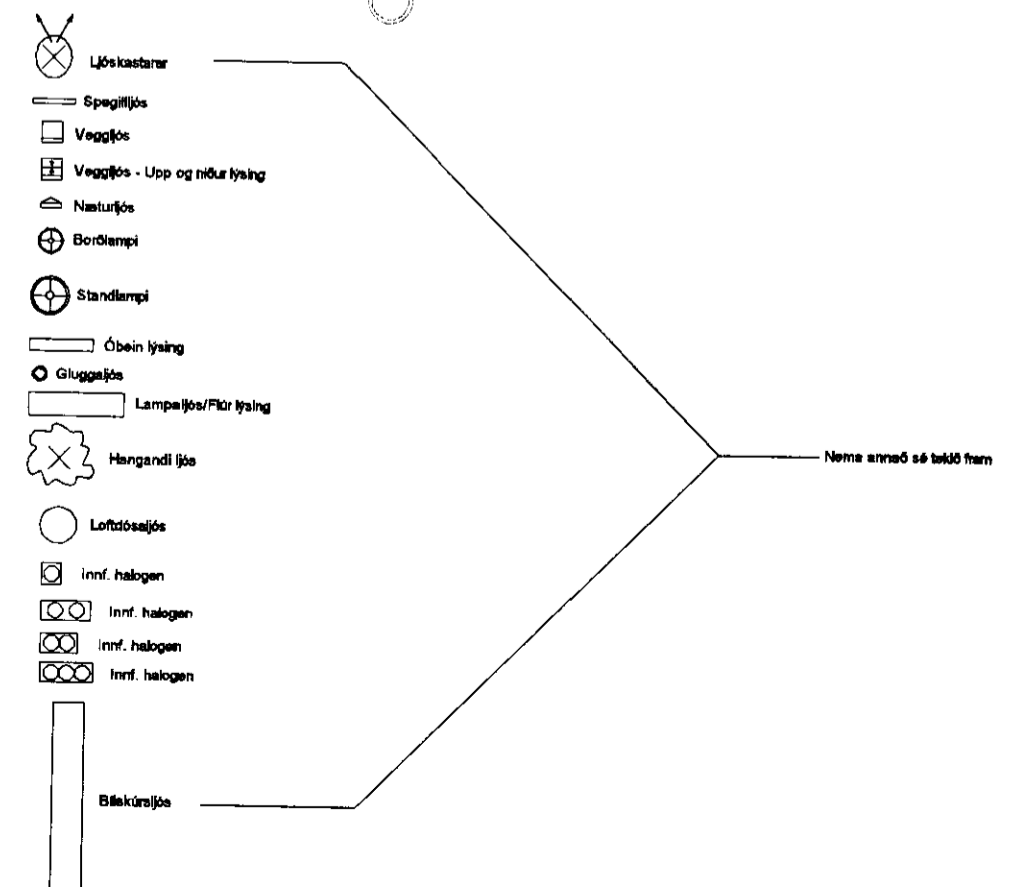 Ljóskastarar
Spegilljós
Veggljós
Veggljós - Upp og niður lýsing
Næturljós
Borðlampi
Standlampi
Óbein lýsing
Gluggaljós
Lampaljós/Flúr lýsing
Hangandi ljós
Nema annað sé tekið fram
Loftdósaljós
Innf. halogen
Innf. halogen
Innf. halogen
Innf. halogen
Bílskúrsljós